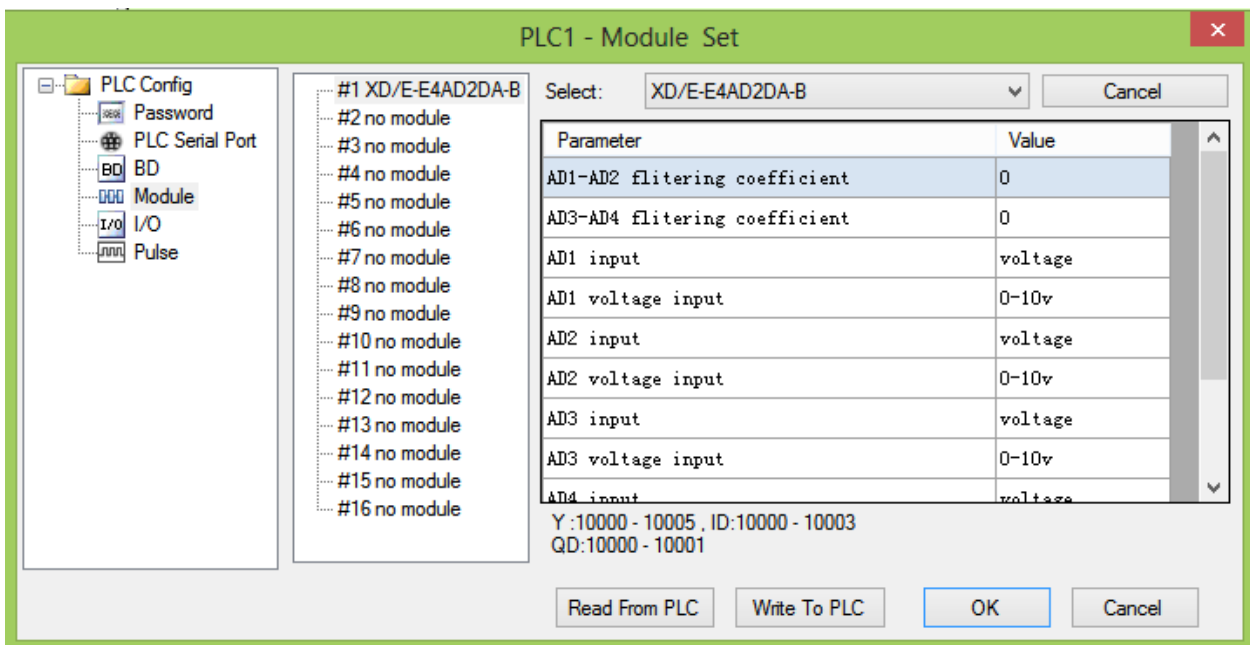 PLC1 - Module Set
PLC Config
Password
PLC Serial Port
BD BD
Module
I/O I/O
Pulse
#1 XD/E-E4AD2DA-B
#2 no module
#3 no module
#4 no module
#5 no module
#6 no module
#7 no module
#8 no module
#9 no module
#10 no module
#11 no module
#12 no module
#13 no module
#14 no module
#15 no module
#16 no module
Select: XD/E-E4AD2DA-B Cancel
Parameter Value
AD1-AD2 flitering coefficient 0
AD3-AD4 flitering coefficient 0
AD1 input voltage
AD1 voltage input 0-10v
AD2 input voltage
AD2 voltage input 0-10v
AD3 input voltage
AD3 voltage input 0-10v
AD4 input voltage
Y :10000 - 10005 , ID:10000 - 10003
QD:10000 - 10001
Read From PLC Write To PLC OK Cancel